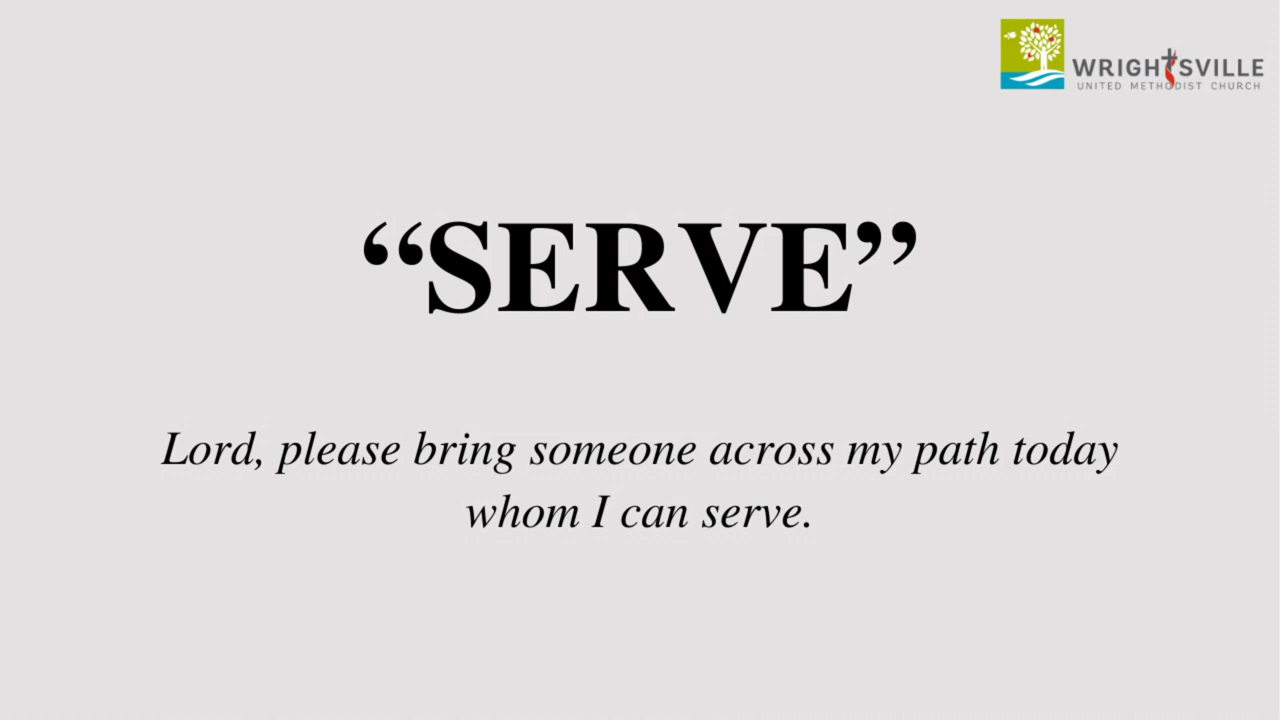 WRIGHTSVILLE
UNITED METHODIST CHURCH
“SERVE”
Lord, please bring someone across my path today
whom I can serve.